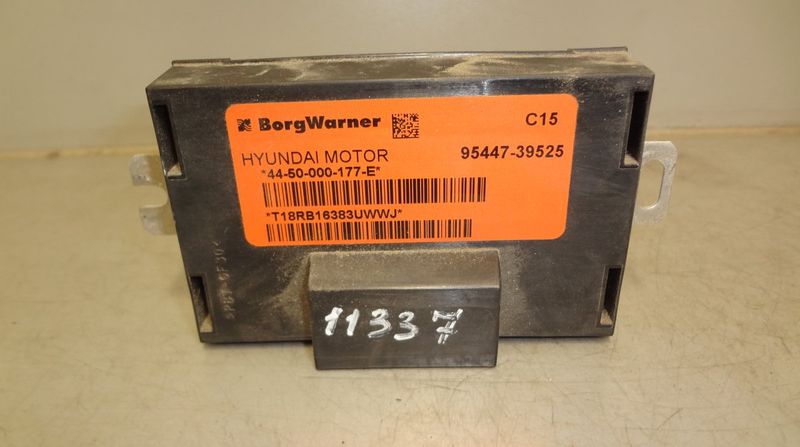 BorgWarner
C15
HYUNDAI MOTOR
95447-39525
*44-50-000-177-E*
*T18RB16383UWWJ*
11337